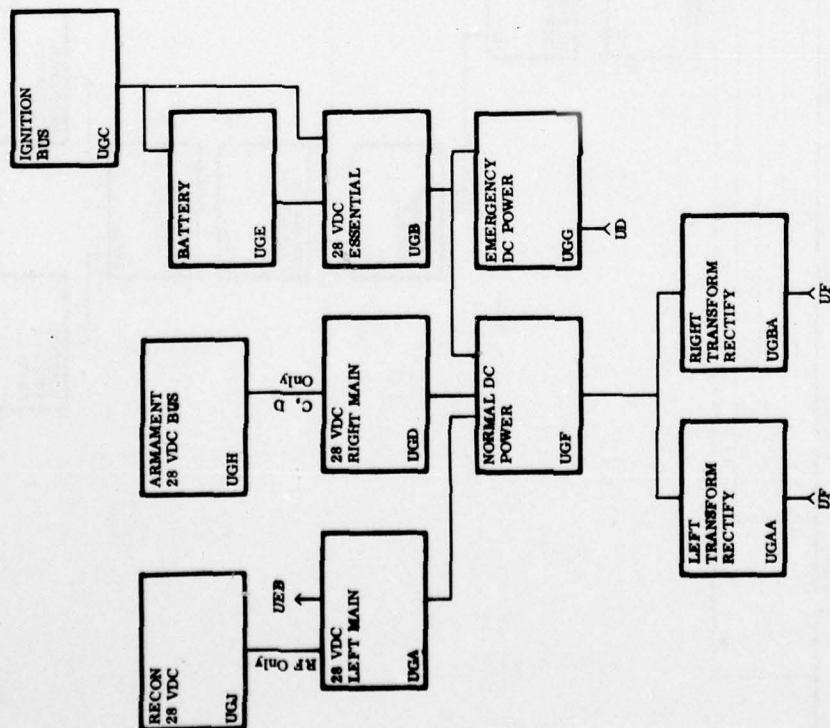 IGNITION
BUS
UGC
BATTERY
UGE
ARMAMENT
28 VDC BUS
UGH
RECON
28 VDC
UGJ
C, D
Only
RF Only
UEB
28 VDC
ESSENTIAL
UGB
28 VDC
RIGHT MAIN
UGD
28 VDC
LEFT MAIN
UGA
EMERGENCY
DC POWER
UGG
UD
NORMAL DC
POWER
UGF
RIGHT
TRANSFORM
RECTIFY
UGBA
UF
LEFT
TRANSFORM
RECTIFY
UGAA
UF